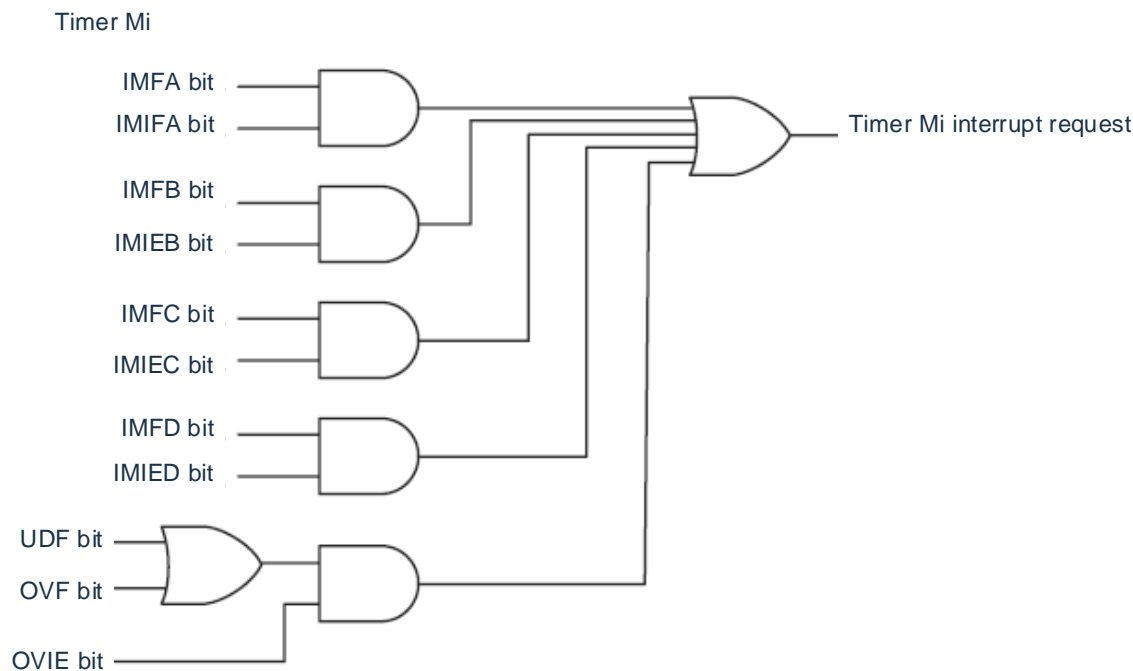 Timer Mi
IMFA bit
IMIFA bit
Timer Mi interrupt request
IMFB bit
IMIEB bit
IMFC bit
IMIEC bit
IMFD bit
IMIED bit
UDF bit
OVF bit
OVIE bit